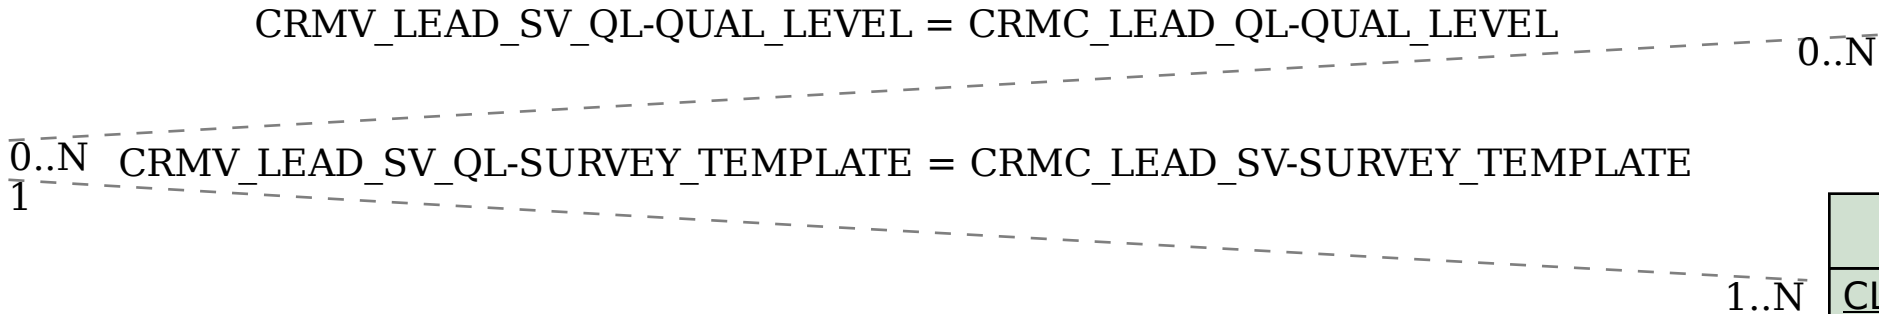 CRMV_LEAD_SV_QL-QUAL_LEVEL = CRMC_LEAD_QL-QUAL_LEVEL
0..N
0..N
CRMV_LEAD_SV_QL-SURVEY_TEMPLATE = CRMC_LEAD_SV-SURVEY_TEMPLATE
1
1..N